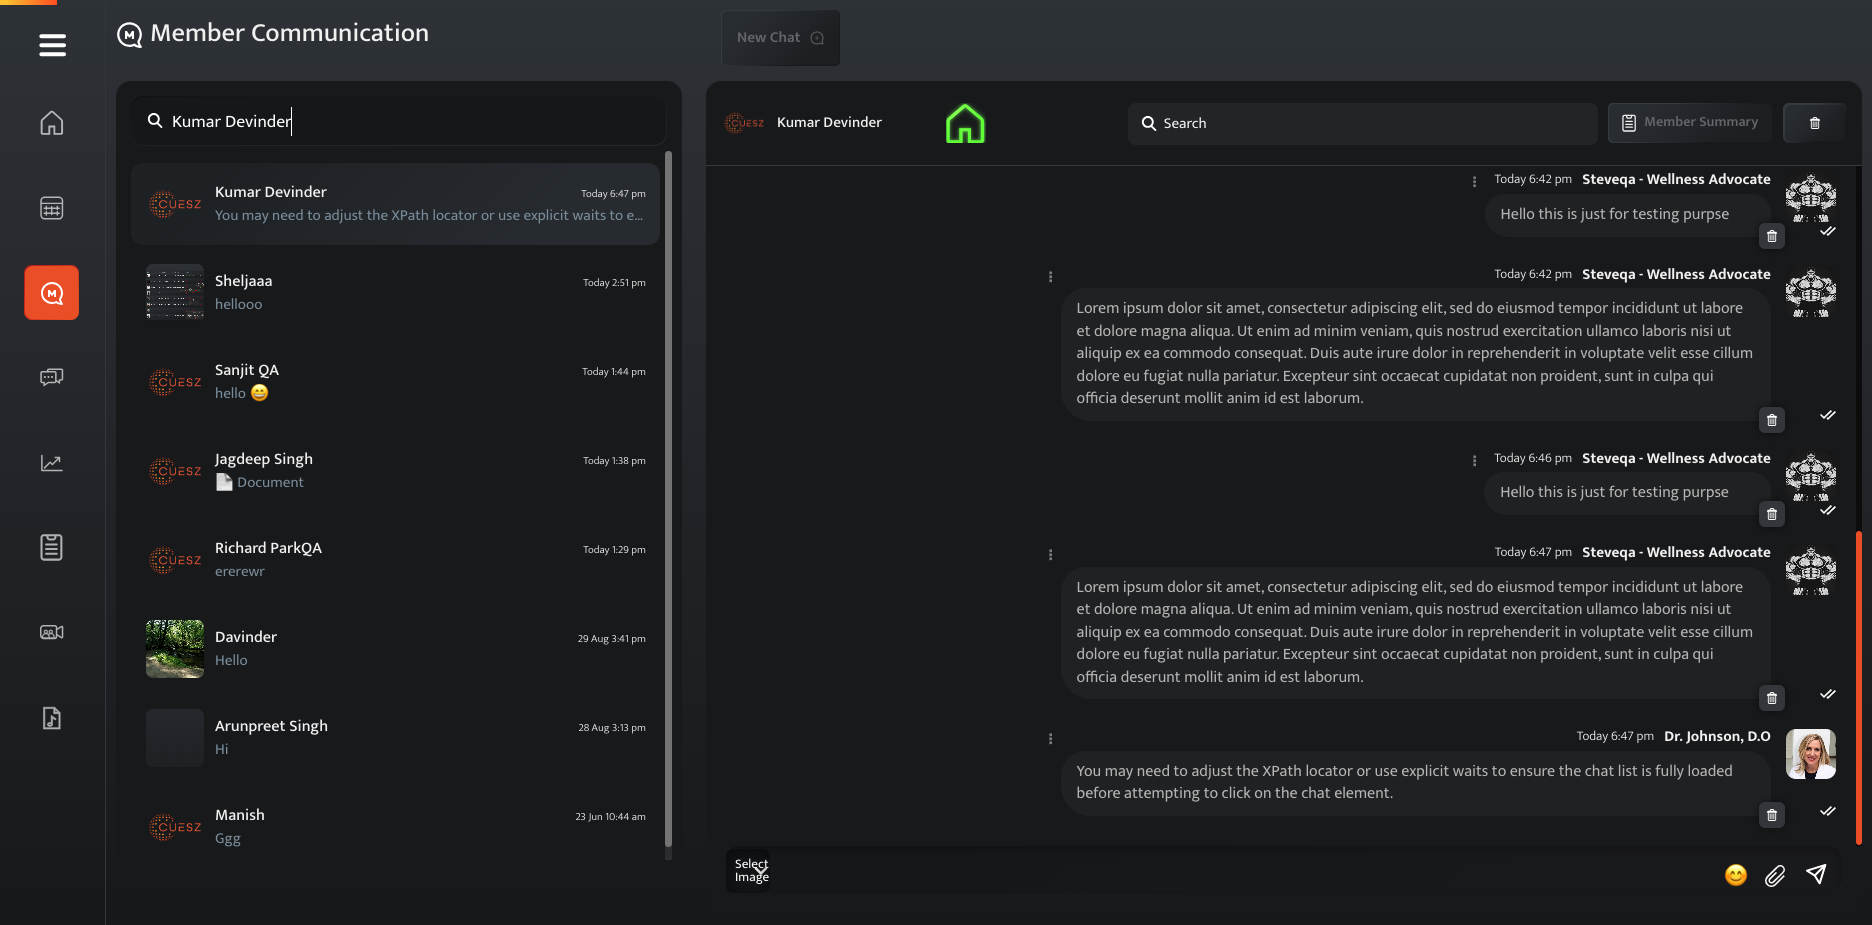 Member Communication
New Chat
Kumar Devinder
Kumar Devinder
Today 6:47 pm
You may need to adjust the XPath locator or use explicit waits to e...
CUESZ
Sheljaaa
Today 2:51 pm
hellooo
Sanjit QA
Today 1:44 pm
hello 😄
CUESZ
Jagdeep Singh
Today 1:38 pm
📄 Document
CUESZ
Richard ParkQA
Today 1:29 pm
ererewr
CUESZ
Davinder
29 Aug 3:41 pm
Hello
Arunpreet Singh
28 Aug 3:13 pm
Hi
Manish
23 Jun 10:44 am
Ggg
CUESZ
CUESZ
Kumar Devinder
Search
Member Summary
Today 6:42 pm Steveqa - Wellness Advocate
Hello this is just for testing purpse
Today 6:42 pm Steveqa - Wellness Advocate
Lorem ipsum dolor sit amet, consectetur adipiscing elit, sed do eiusmod tempor incididunt ut labore
et dolore magna aliqua. Ut enim ad minim veniam, quis nostrud exercitation ullamco laboris nisi ut
aliquip ex ea commodo consequat. Duis aute irure dolor in reprehenderit in voluptate velit esse cillum
dolore eu fugiat nulla pariatur. Excepteur sint occaecat cupidatat non proident, sunt in culpa qui
officia deserunt mollit anim id est laborum.
Today 6:46 pm Steveqa - Wellness Advocate
Hello this is just for testing purpse
Today 6:47 pm Steveqa - Wellness Advocate
Lorem ipsum dolor sit amet, consectetur adipiscing elit, sed do eiusmod tempor incididunt ut labore
et dolore magna aliqua. Ut enim ad minim veniam, quis nostrud exercitation ullamco laboris nisi ut
aliquip ex ea commodo consequat. Duis aute irure dolor in reprehenderit in voluptate velit esse cillum
dolore eu fugiat nulla pariatur. Excepteur sint occaecat cupidatat non proident, sunt in culpa qui
officia deserunt mollit anim id est laborum.
Today 6:47 pm Dr. Johnson, D.O
You may need to adjust the XPath locator or use explicit waits to ensure the chat list is fully loaded
before attempting to click on the chat element.
Select
Image